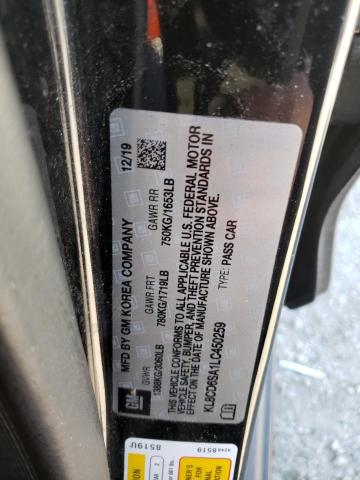 GM
MFD BY GM KOREA COMPANY
12/19
GVWR
1388KG/3060LB
GAWR FRT
780KG/1719LB
GAWR RR
750KG/1653LB
THIS VEHICLE CONFORMS TO ALL APPLICABLE U.S. FEDERAL MOTOR
VEHICLE SAFETY, BUMPER, AND THEFT PREVENTION STANDARDS IN
EFFECT ON THE DATE OF MANUFACTURE SHOWN ABOVE.
KL8CD6SA1LC450259
TYPE: PASS CAR
8519U
424A8519